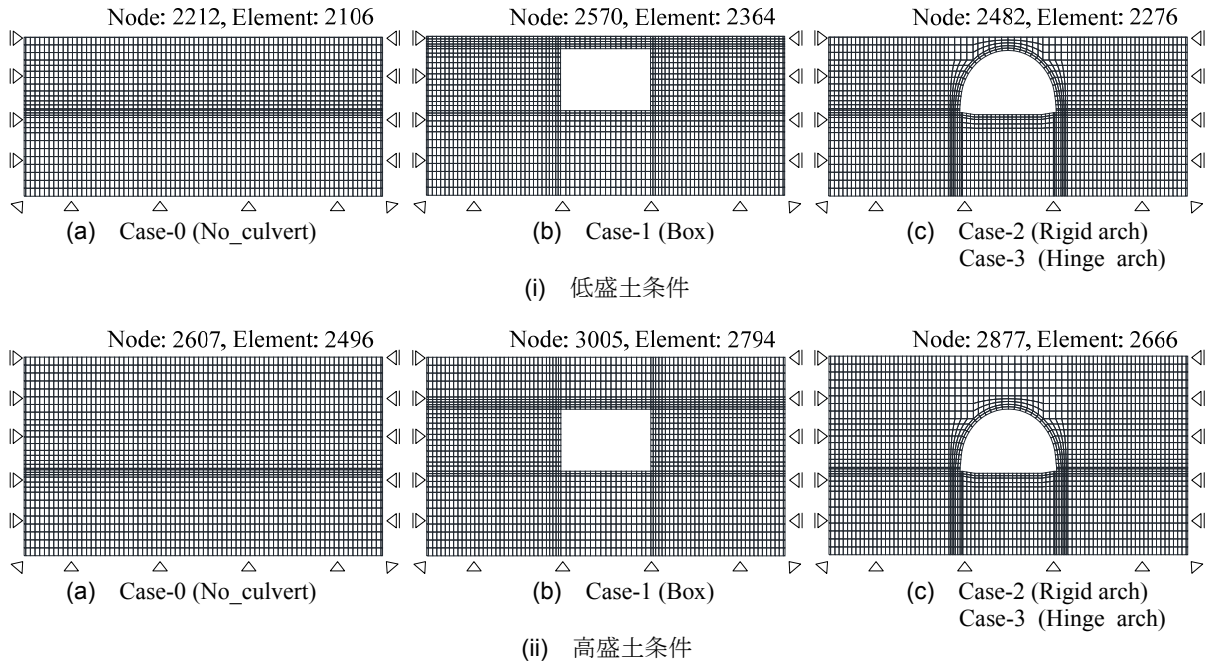 Node: 2212, Element: 2106
Node: 2570, Element: 2364
Node: 2482, Element: 2276
(a) Case-0 (No_culvert)
(b) Case-1 (Box)
(c) Case-2 (Rigid arch)
Case-3 (Hinge arch)
(i) 低盛土条件
Node: 2607, Element: 2496
Node: 3005, Element: 2794
Node: 2877, Element: 2666
(a) Case-0 (No_culvert)
(b) Case-1 (Box)
(c) Case-2 (Rigid arch)
Case-3 (Hinge arch)
(ii) 高盛土条件